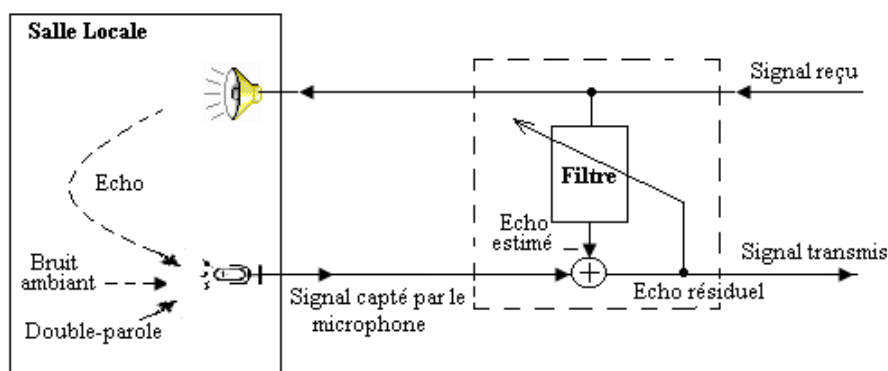 Salle Locale
Signal reçu
Echo
Filtre
Echo
estimé
Bruit
ambiant
Signal transmis
Signal capté par le
microphone
Echo résiduel
Double-parole